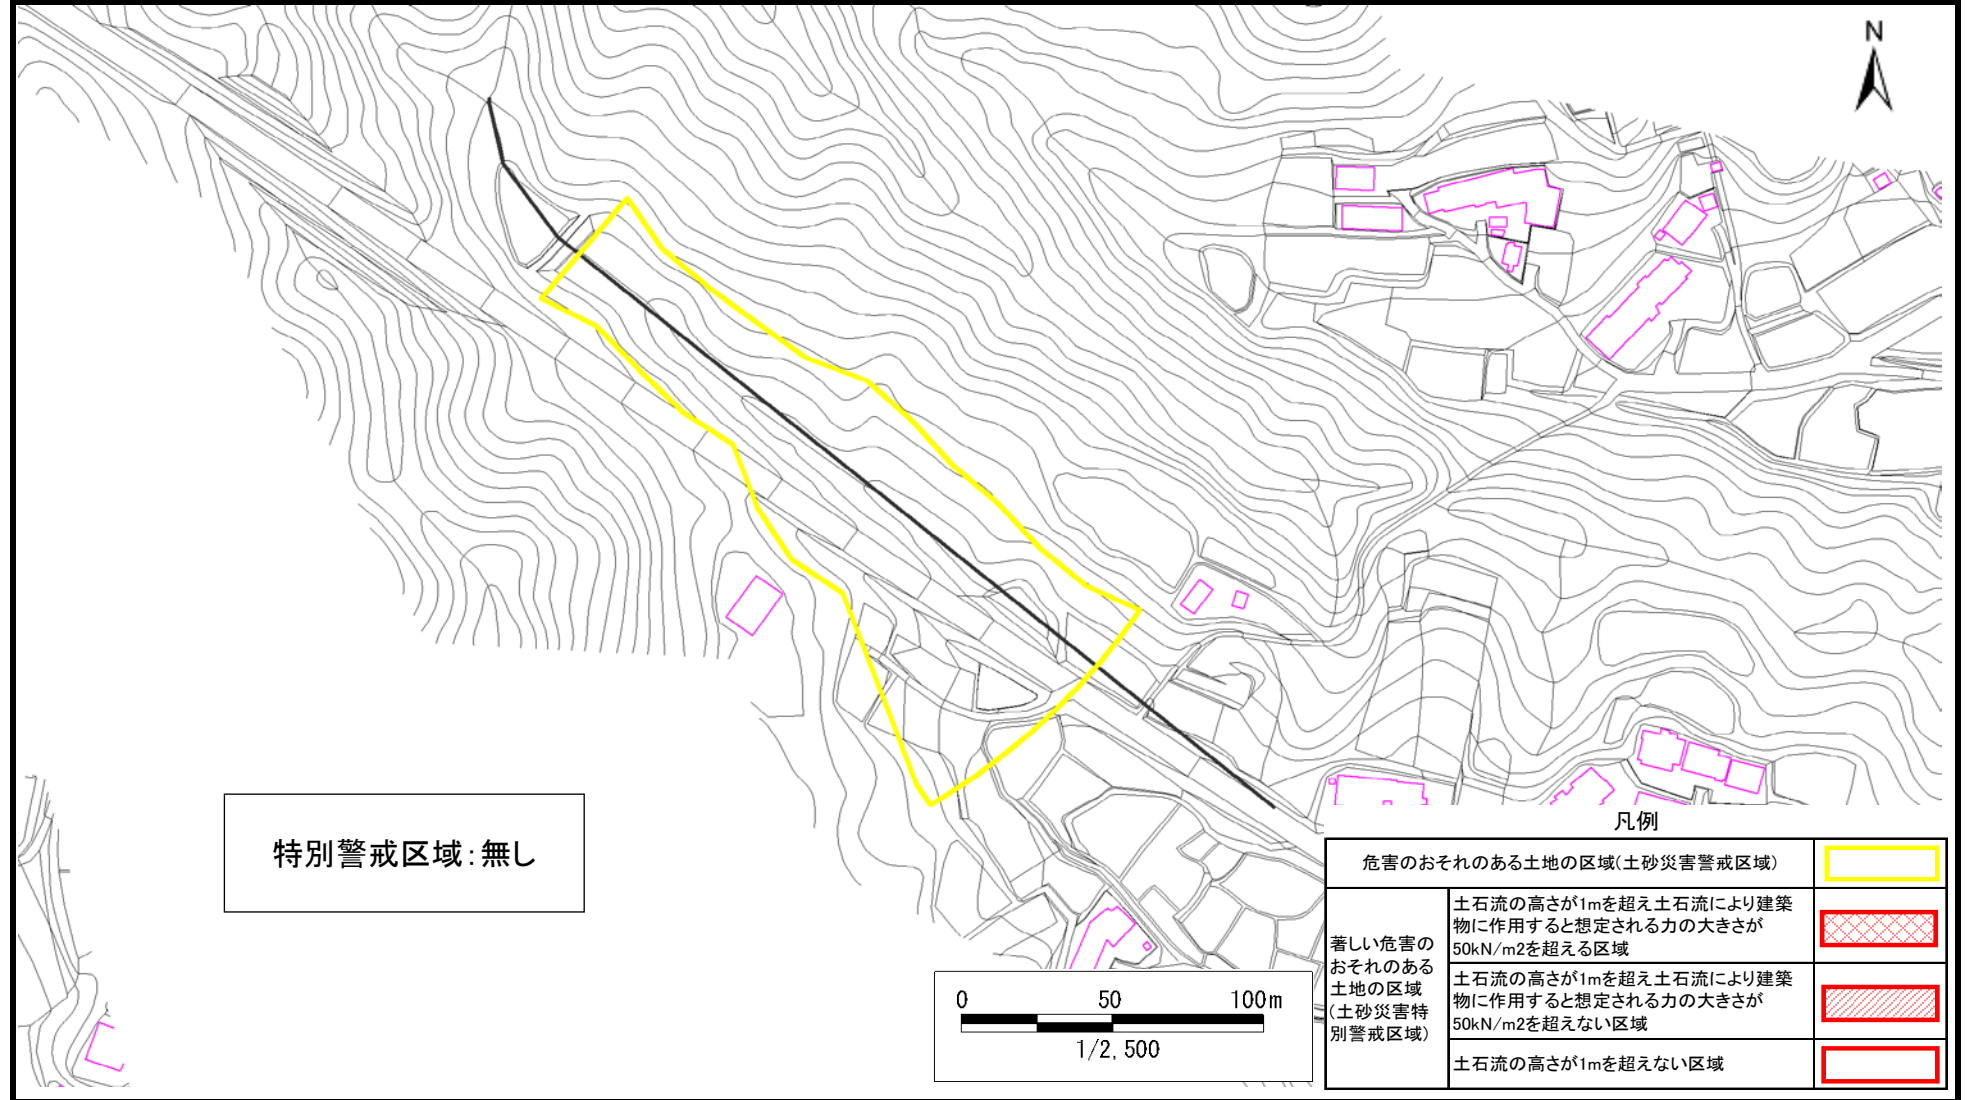 N
特別警戒区域：無し
0 50 100m
1/2,500
凡例
危害のおそれのある土地の区域(土砂災害警戒区域)
著しい危害の
おそれのある
土地の区域
(土砂災害特
別警戒区域)
土石流の高さが1mを超え土石流により建築
物に作用すると想定される力の大きさが
50kN/m2を超える区域
土石流の高さが1mを超え土石流により建築
物に作用すると想定される力の大きさが
50kN/m2を超えない区域
土石流の高さが1mを超えない区域